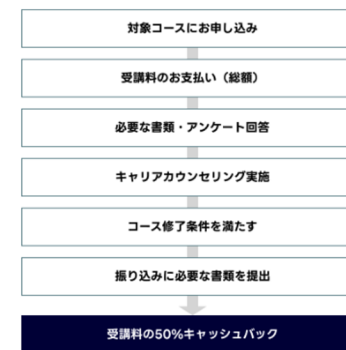 対象コースにお申し込み
受講料のお支払い（総額）
必要な書類・アンケート回答
キャリアカウンセリング実施
コース修了条件を満たす
振り込みに必要な書類を提出
受講料の50%キャッシュバック